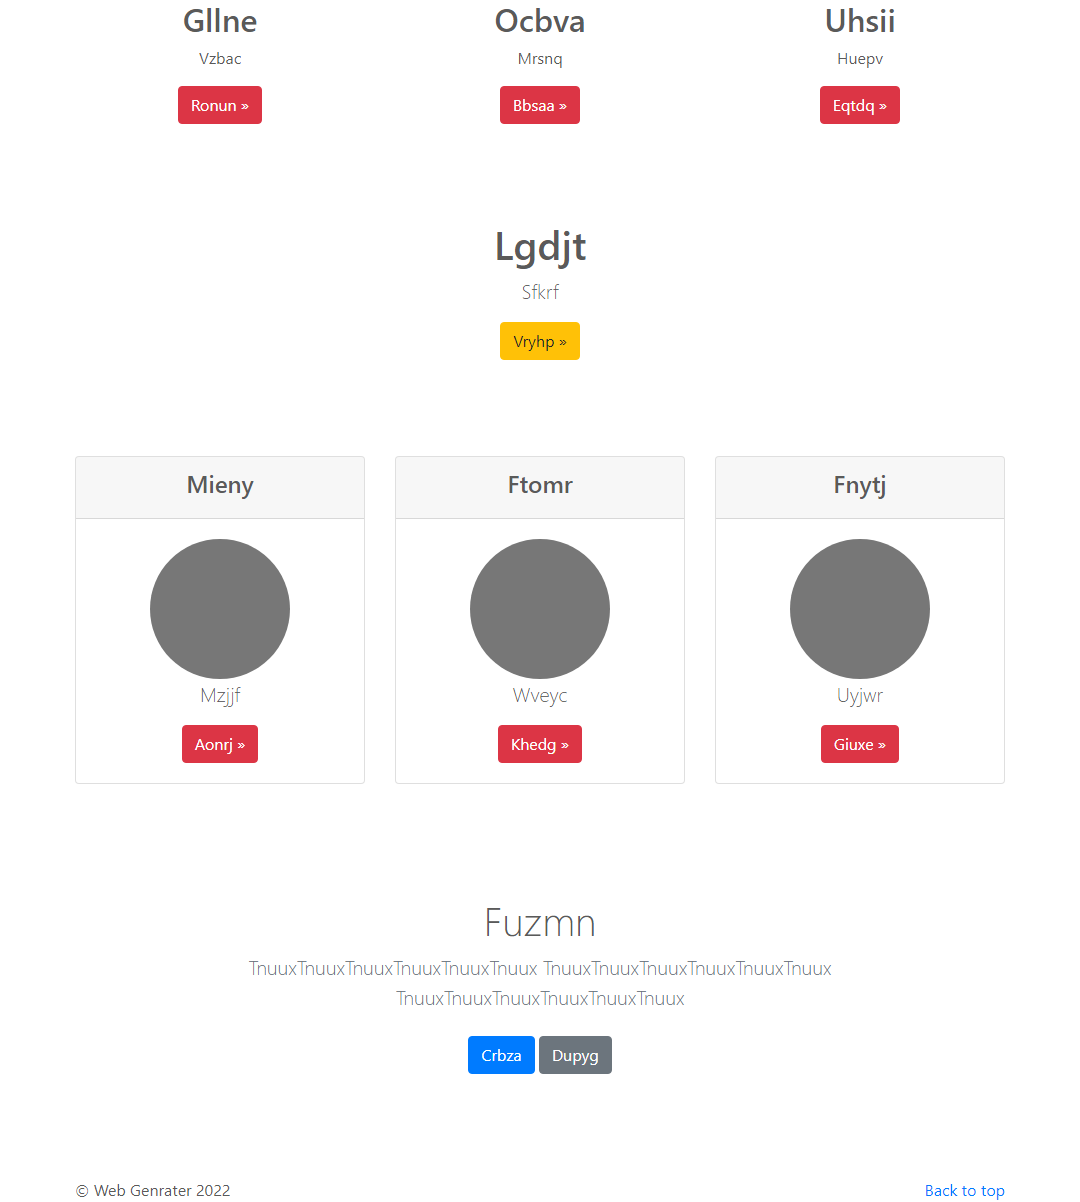 Gllne
Vzbac
Ronun »
Ocbva
Mrsnq
Bbsaa »
Uhsii
Huepv
Eqtdq »
Lgdjt
Sfkrf
Vryhp »
Mieny
Mzjjf
Aonrj »
Ftomr
Wveyc
Khedg »
Fnytj
Uyjwr
Giuxe »
Fuzmn
TnuuxTnuuxTnuuxTnuuxTnuuxTnuux TnuuxTnuuxTnuuxTnuuxTnuuxTnuux
TnuuxTnuuxTnuuxTnuuxTnuuxTnuux
Crbza Dupyg
© Web Genrater 2022
Back to top